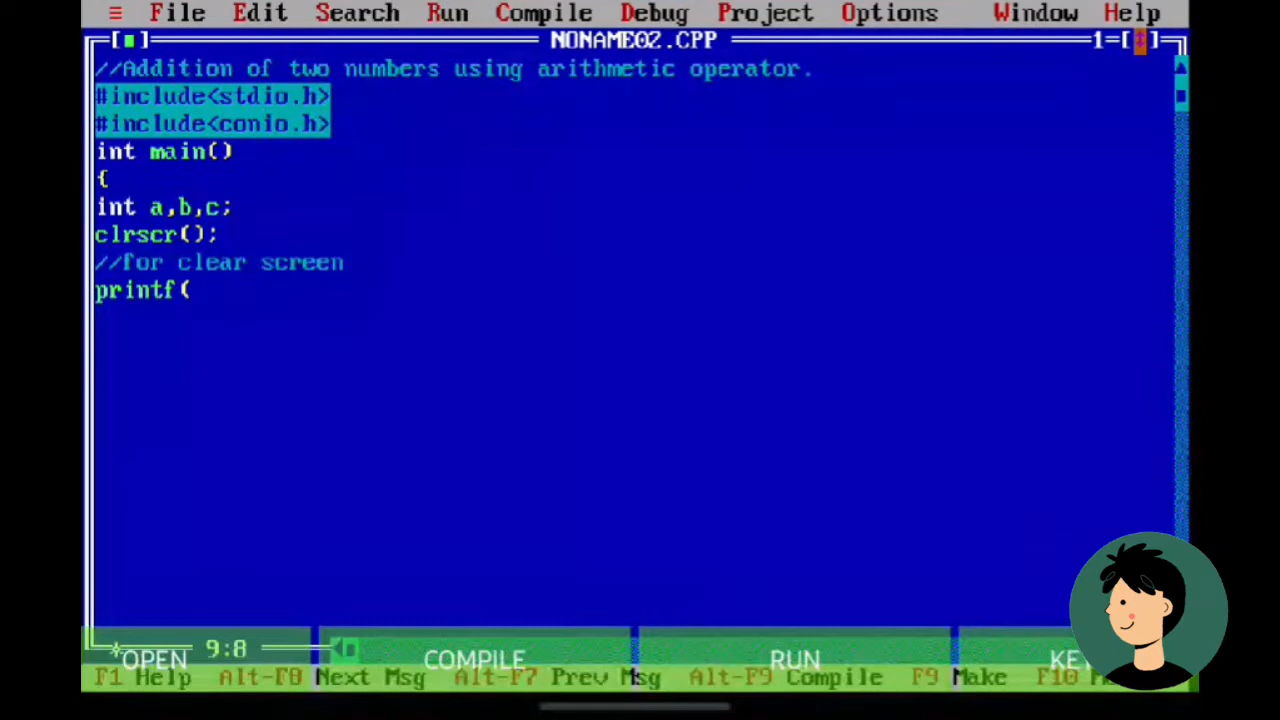 ≡ File Edit Search Run Compile Debug Project Options Window Help
[■] NONAME02.CPP 1=[↕]
//Addition of two numbers using arithmetic operator.
#include<stdio.h>
#include<conio.h>
int main()
{
int a,b,c;
clrscr();
//for clear screen
printf(
9:8
OPEN COMPILE RUN KEY
F1 Help Alt-F8 Next Msg Alt-F7 Prev Msg Alt-F9 Compile F9 Make F10